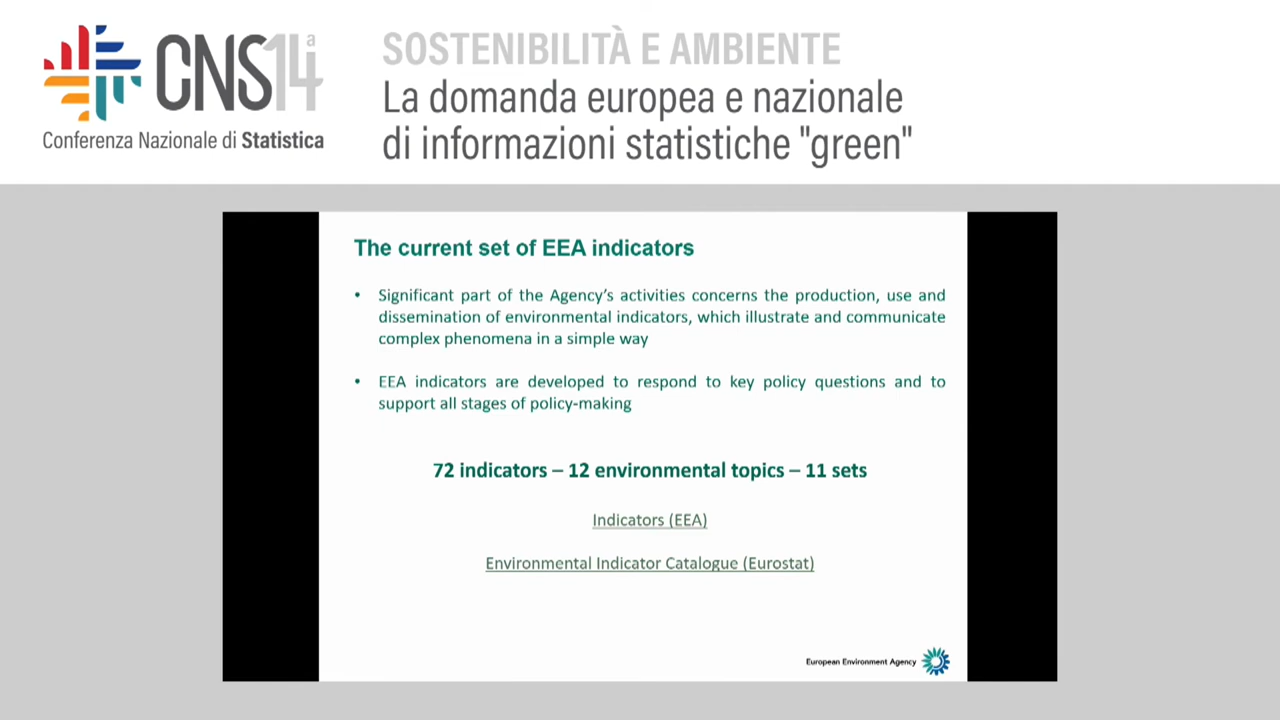 CNS14ª
Conferenza Nazionale di Statistica
SOSTENIBILITÀ E AMBIENTE
La domanda europea e nazionale
di informazioni statistiche "green"
The current set of EEA indicators
• Significant part of the Agency's activities concerns the production, use and
dissemination of environmental indicators, which illustrate and communicate
complex phenomena in a simple way
• EEA indicators are developed to respond to key policy questions and to
support all stages of policy-making
72 indicators – 12 environmental topics – 11 sets
Indicators (EEA)
Environmental Indicator Catalogue (Eurostat)
European Environment Agency